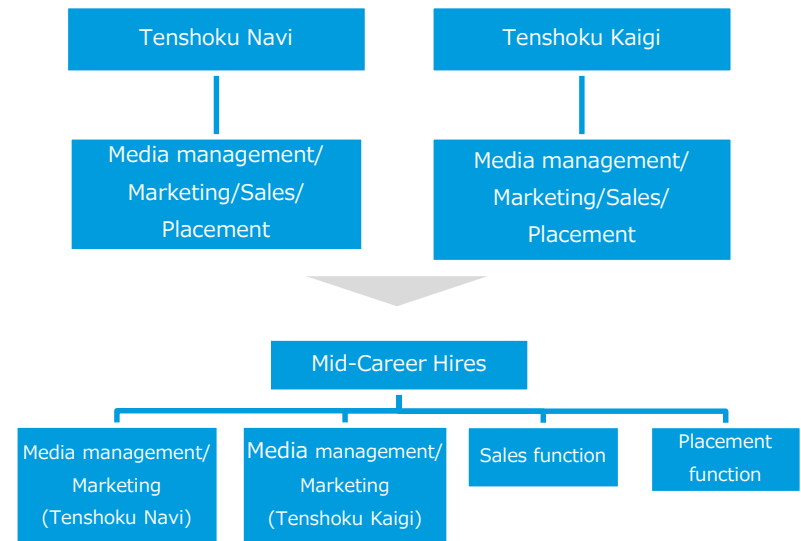 Tenshoku Navi
Tenshoku Kaigi
Media management/
Marketing/Sales/
Placement
Media management/
Marketing/Sales/
Placement
Mid-Career Hires
Media management/
Marketing
(Tenshoku Navi)
Media management/
Marketing
(Tenshoku Kaigi)
Sales function
Placement
function